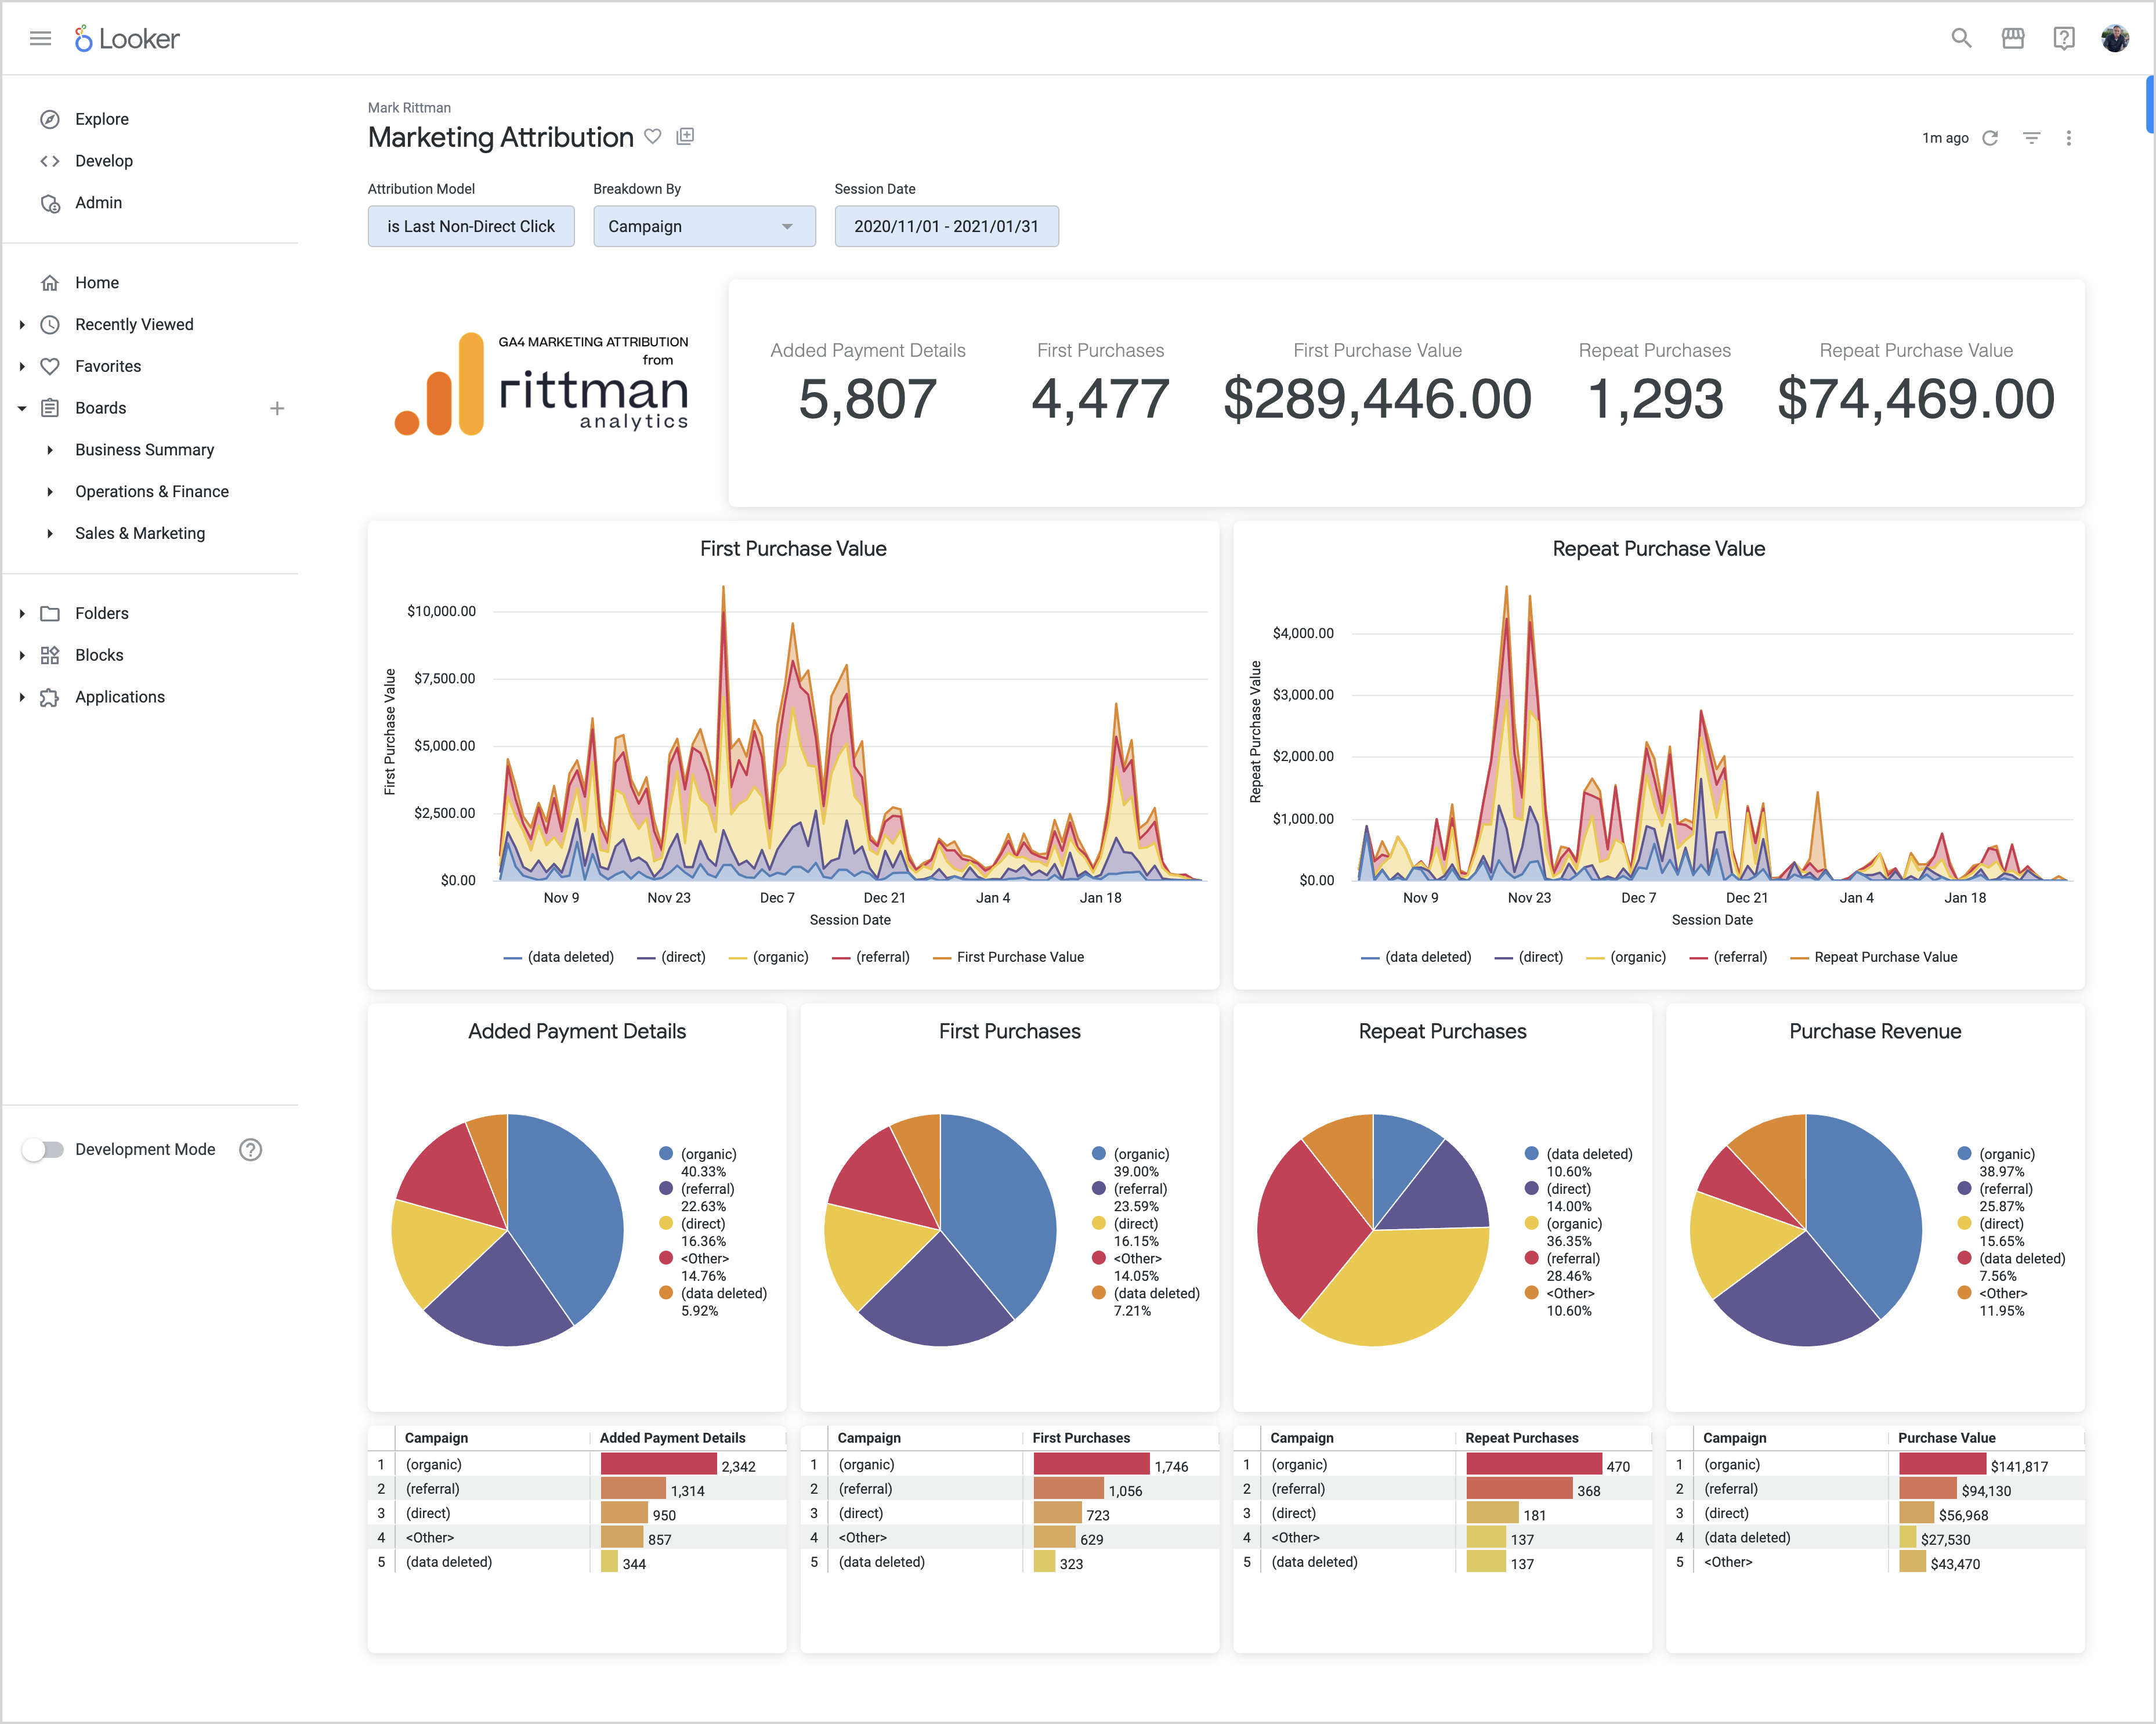 Looker
Explore
Develop
Admin
Home
Recently Viewed
Favorites
Boards
Business Summary
Operations & Finance
Sales & Marketing
Folders
Blocks
Applications
Development Mode
Mark Rittman
Marketing Attribution
1m ago
Attribution Model Breakdown By Session Date
is Last Non-Direct Click Campaign 2020/11/01 - 2021/01/31
GA4 MARKETING ATTRIBUTION
from
rittman
analytics
Added Payment Details First Purchases First Purchase Value Repeat Purchases Repeat Purchase Value
5,807 4,477 $289,446.00 1,293 $74,469.00
First Purchase Value
First Purchase Value
$10,000.00
$7,500.00
$5,000.00
$2,500.00
$0.00
Nov 9 Nov 23 Dec 7 Dec 21 Jan 4 Jan 18
Session Date
(data deleted) (direct) (organic) (referral) First Purchase Value
Repeat Purchase Value
Repeat Purchase Value
$4,000.00
$3,000.00
$2,000.00
$1,000.00
$0.00
Nov 9 Nov 23 Dec 7 Dec 21 Jan 4 Jan 18
Session Date
(data deleted) (direct) (organic) (referral) Repeat Purchase Value
Added Payment Details
(organic)
40.33%
(referral)
22.63%
(direct)
16.36%
<Other>
14.76%
(data deleted)
5.92%
First Purchases
(organic)
39.00%
(referral)
23.59%
(direct)
16.15%
<Other>
14.05%
(data deleted)
7.21%
Repeat Purchases
(data deleted)
10.60%
(direct)
14.00%
(organic)
36.35%
(referral)
28.46%
<Other>
10.60%
Purchase Revenue
(organic)
38.97%
(referral)
25.87%
(direct)
15.65%
(data deleted)
7.56%
<Other>
11.95%
Campaign Added Payment Details
1 (organic) 2,342
2 (referral) 1,314
3 (direct) 950
4 <Other> 857
5 (data deleted) 344
Campaign First Purchases
1 (organic) 1,746
2 (referral) 1,056
3 (direct) 723
4 <Other> 629
5 (data deleted) 323
Campaign Repeat Purchases
1 (organic) 470
2 (referral) 368
3 (direct) 181
4 <Other> 137
5 (data deleted) 137
Campaign Purchase Value
1 (organic) $141,817
2 (referral) $94,130
3 (direct) $56,968
4 (data deleted) $27,530
5 <Other> $43,470